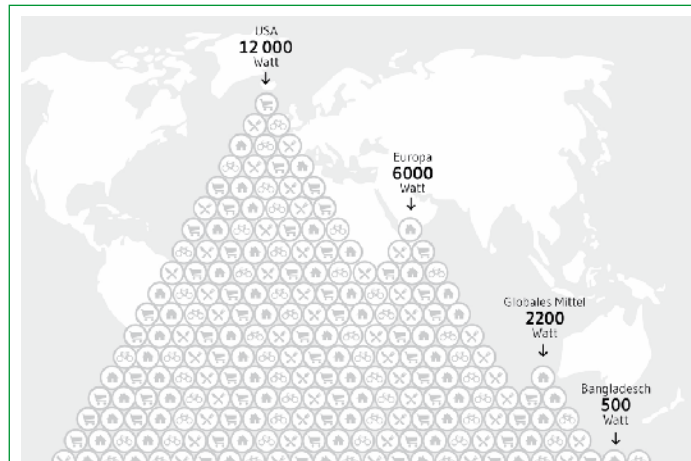 USA
12 000
Watt
Europa
6000
Watt
Globales Mittel
2200
Watt
Bangladesch
500
Watt